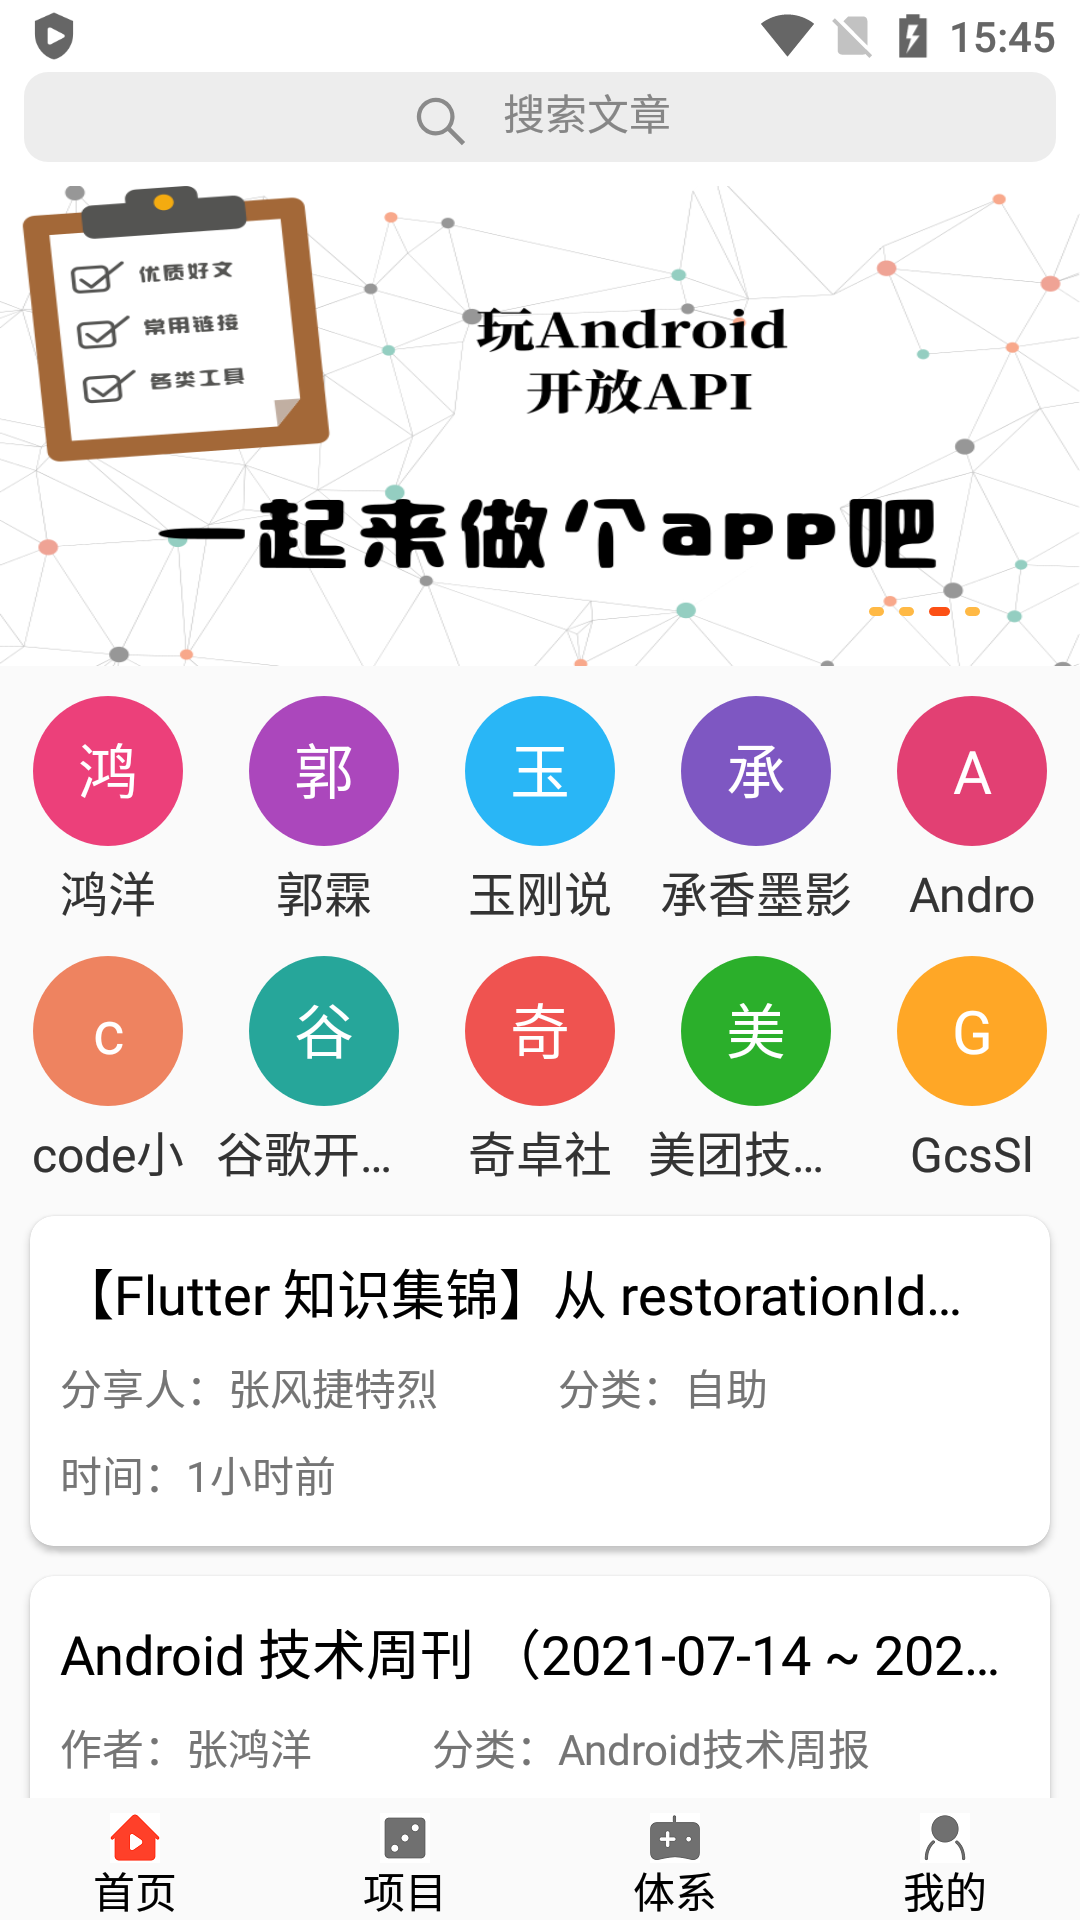 15:45
搜索文章
优质好文
常用链接
各类工具
玩Android
开放API
一起来做个app吧
鸿 郭 玉 承 A
鸿洋 郭霖 玉刚说 承香墨影 Andro
c 谷 奇 美 G
code小 谷歌开... 奇卓社 美团技... GcsSl
【Flutter 知识集锦】从 restorationId...
分享人：张风捷特烈 分类：自助
时间：1小时前
Android 技术周刊 （2021-07-14 ~ 202...
作者：张鸿洋 分类：Android技术周报
首页 项目 体系 我的